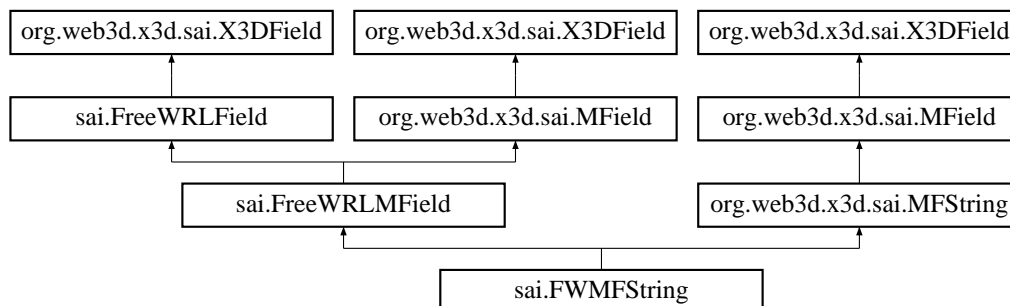 org.web3d.x3d.sai.X3DField org.web3d.x3d.sai.X3DField org.web3d.x3d.sai.X3DField
sai.FreeWRLField org.web3d.x3d.sai.MField org.web3d.x3d.sai.MField
sai.FreeWRLMField org.web3d.x3d.sai.MFString
sai.FWMFString